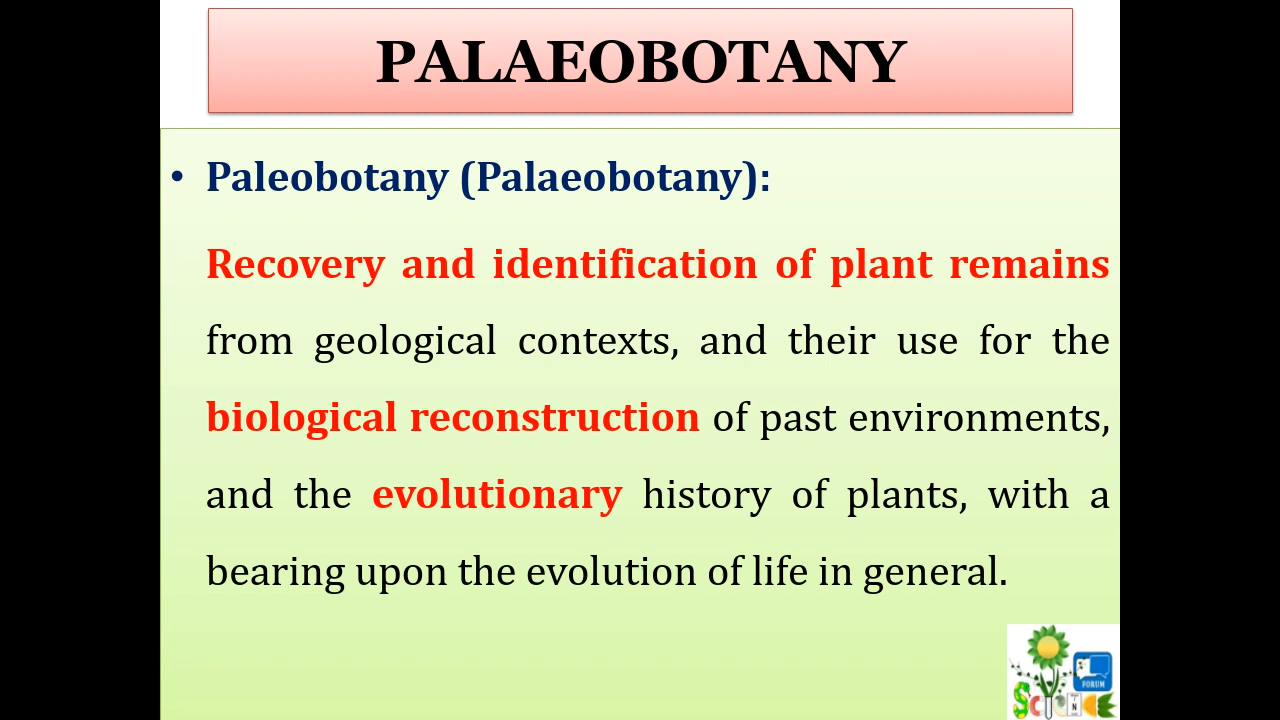 PALAEOBOTANY
• Paleobotany (Palaeobotany):
Recovery and identification of plant remains
from geological contexts, and their use for the
biological reconstruction of past environments,
and the evolutionary history of plants, with a
bearing upon the evolution of life in general.
FORUM